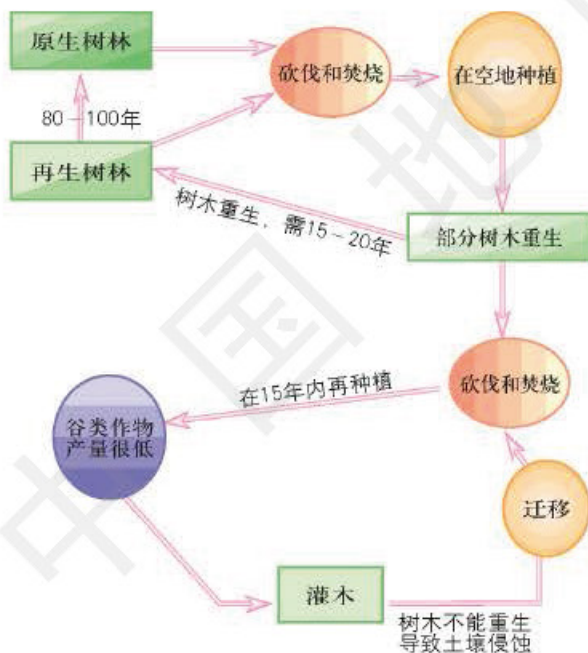 原生树林
砍伐和焚烧
在空地种植
80－100年
再生树林
树木重生，需15－20年
部分树木重生
砍伐和焚烧
在15年内再种植
谷类作物
产量很低
迁移
灌木
树木不能重生
导致土壤侵蚀
中国地